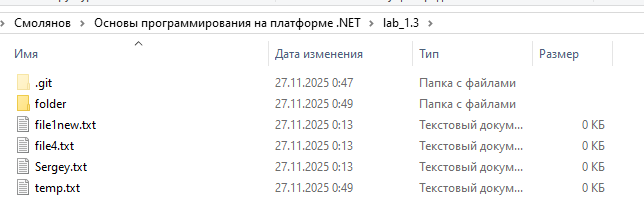 Смолянов > Основы программирования на платформе .NET > lab_1.3 >
Имя Дата изменения Тип Размер
.git 27.11.2025 0:47 Папка с файлами
folder 27.11.2025 0:49 Папка с файлами
file1new.txt 27.11.2025 0:13 Текстовый докум... 0 КБ
file4.txt 27.11.2025 0:13 Текстовый докум... 0 КБ
Sergey.txt 27.11.2025 0:13 Текстовый докум... 0 КБ
temp.txt 27.11.2025 0:49 Текстовый докум... 0 КБ